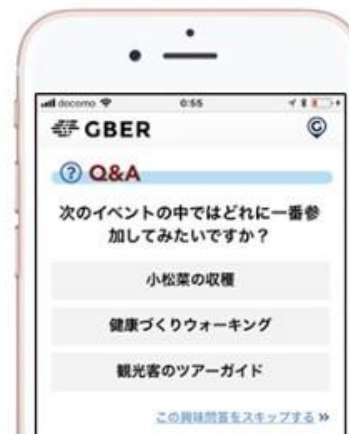 docomo 0:55
GBER
Q&A
次のイベントの中ではどれに一番参
加してみたいですか？
小松菜の収穫
健康づくりウォーキング
観光客のツアーガイド
この興味問答をスキップする »